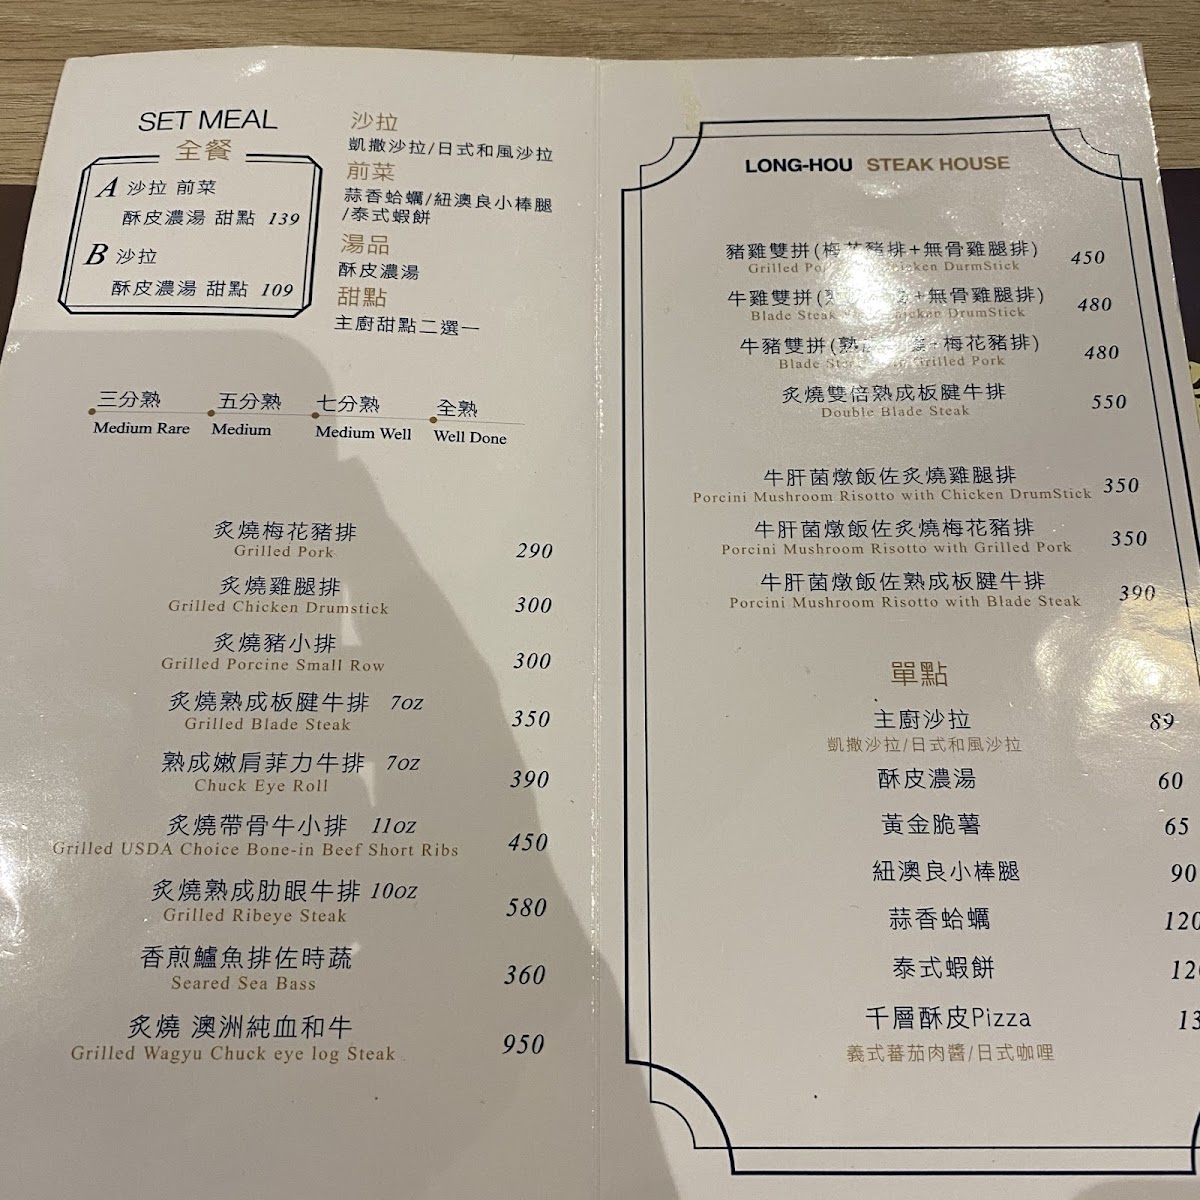 SET MEAL
全餐
A 沙拉 前菜
酥皮濃湯 甜點 139
B 沙拉
酥皮濃湯 甜點 109
沙拉
凱撒沙拉/日式和風沙拉
前菜
蒜香蛤蠣/紐澳良小棒腿
/泰式蝦餅
湯品
酥皮濃湯
甜點
主廚甜點二選一
三分熟 五分熟 七分熟 全熟
Medium Rare Medium Medium Well Well Done
炙燒梅花豬排
Grilled Pork 290
炙燒雞腿排
Grilled Chicken Drumstick 300
炙燒豬小排
Grilled Porcine Small Row 300
炙燒熟成板腱牛排 7oz
Grilled Blade Steak 350
熟成嫩肩菲力牛排 7oz
Chuck Eye Roll 390
炙燒帶骨牛小排 11oz
Grilled USDA Choice Bone-in Beef Short Ribs 450
炙燒熟成肋眼牛排 10oz
Grilled Ribeye Steak 580
香煎鱸魚排佐時蔬
Seared Sea Bass 360
炙燒 澳洲純血和牛
Grilled Wagyu Chuck eye log Steak 950
LONG-HOU STEAK HOUSE
豬雞雙拼(梅花豬排+無骨雞腿排) 450
Grilled DurmStick
牛雞雙拼( +無骨雞腿排) 480
Blade Steak DrumStick
牛豬雙拼( 梅花豬排) 480
Blade Grilled Pork
炙燒雙倍熟成板腱牛排 550
Double Blade Steak
牛肝菌燉飯佐炙燒雞腿排 350
Porcini Mushroom Risotto with Chicken DrumStick
牛肝菌燉飯佐炙燒梅花豬排 350
Porcini Mushroom Risotto with Grilled Pork
牛肝菌燉飯佐熟成板腱牛排 390
Porcini Mushroom Risotto with Blade Steak
單點
主廚沙拉 89
凱撒沙拉/日式和風沙拉
酥皮濃湯 60
黃金脆薯 65
紐澳良小棒腿 90
蒜香蛤蠣 120
泰式蝦餅
千層酥皮Pizza
義式蕃茄肉醬/日式咖哩